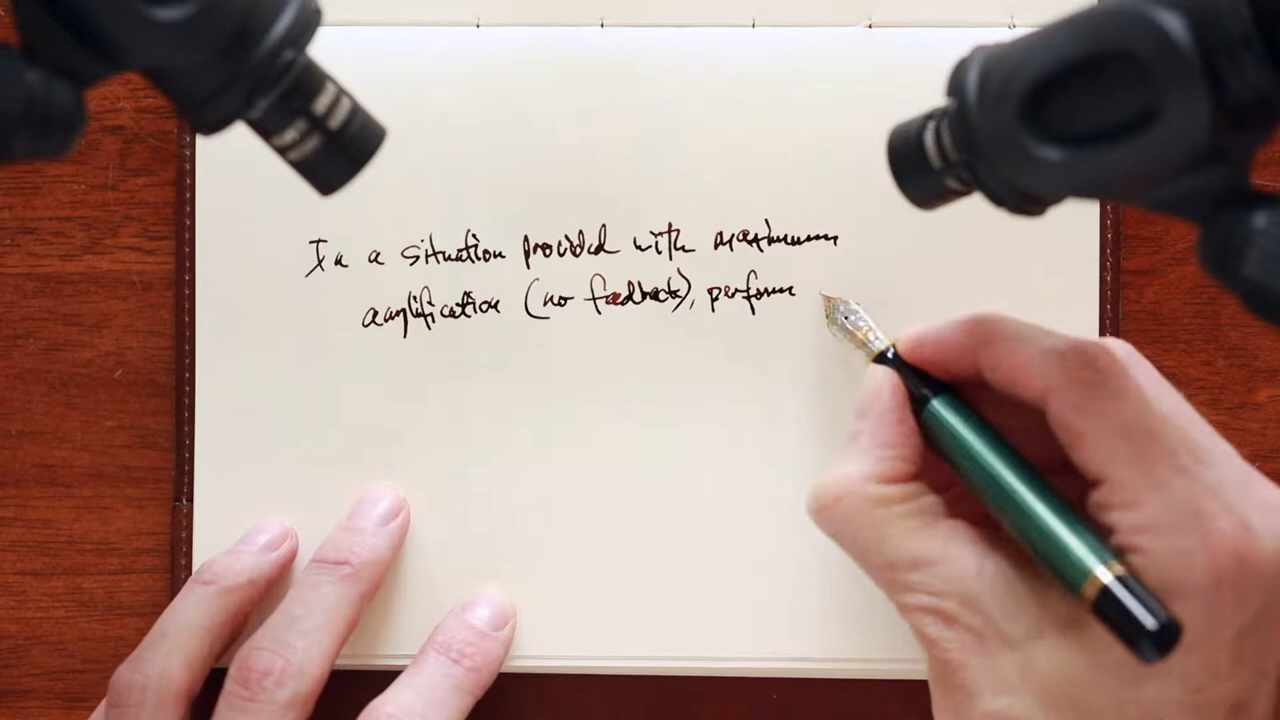 In a situation provided with maximum
amplification (no feedback), perform